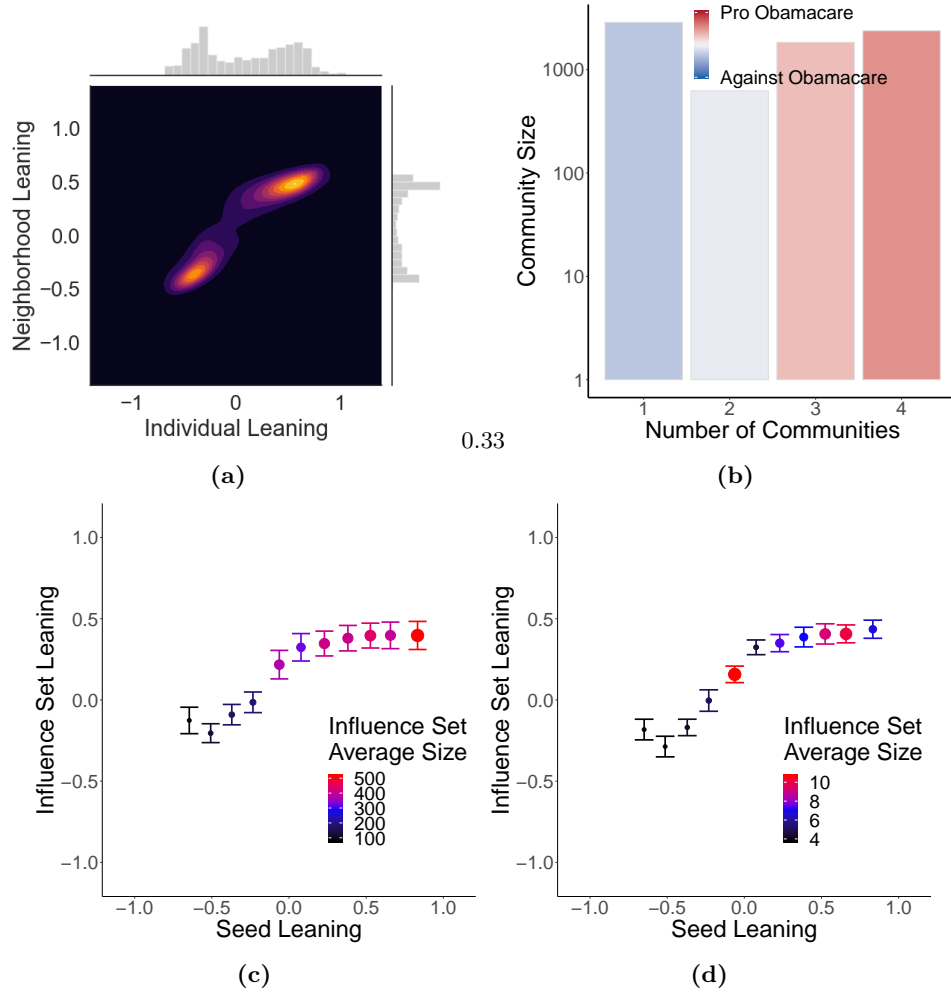 1.0
0.5
0.0
−0.5
−1.0
Neighborhood Leaning
−1 0 1
Individual Leaning
0.33
(a)
Pro Obamacare
Against Obamacare
1000
100
10
1
Community Size
1 2 3 4
Number of Communities
(b)
1.0
0.5
0.0
−0.5
−1.0
Influence Set Leaning
Influence Set
Average Size
500
400
300
200
100
−1.0 −0.5 0.0 0.5 1.0
Seed Leaning
(c)
1.0
0.5
0.0
−0.5
−1.0
Influence Set Leaning
Influence Set
Average Size
10
8
6
4
−1.0 −0.5 0.0 0.5 1.0
Seed Leaning
(d)